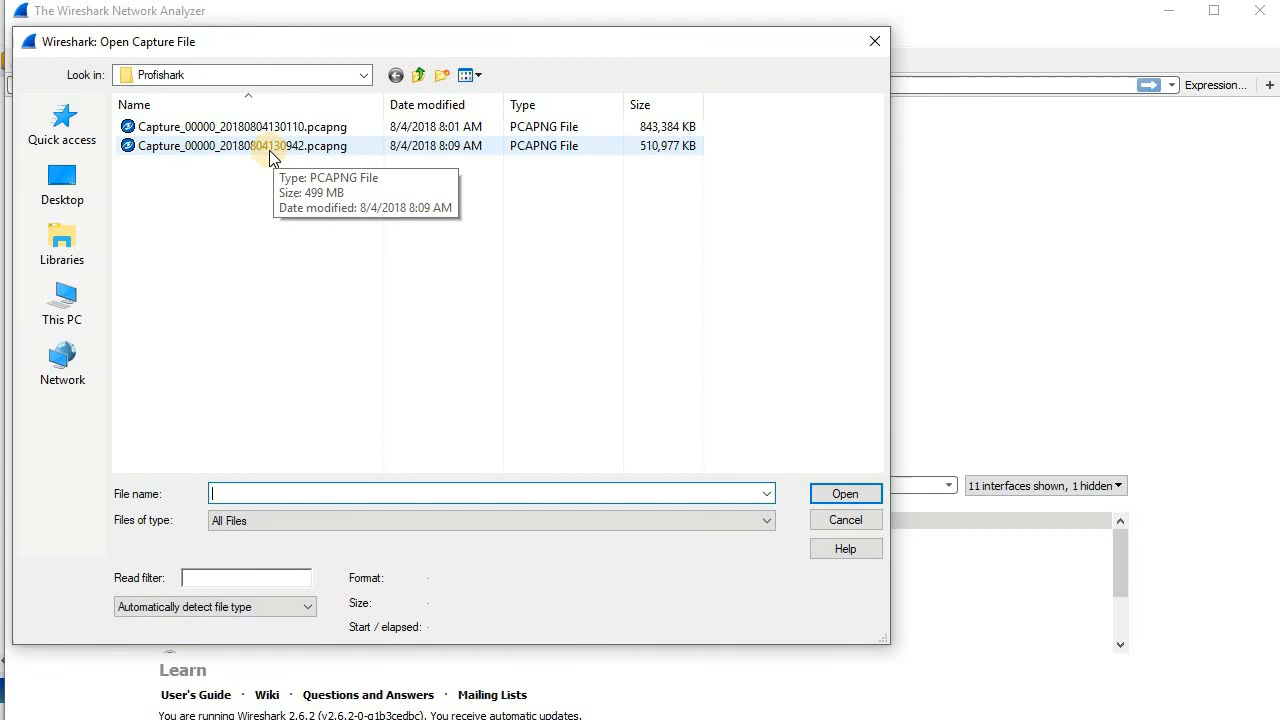 The Wireshark Network Analyzer
Wireshark: Open Capture File
Look in: Profishark
Expression... +
Name Date modified Type Size
Capture_00000_20180804130110.pcapng 8/4/2018 8:01 AM PCAPNG File 843,384 KB
Capture_00000_20180804130942.pcapng 8/4/2018 8:09 AM PCAPNG File 510,977 KB
Type: PCAPNG File
Size: 499 MB
Date modified: 8/4/2018 8:09 AM
Quick access
Desktop
Libraries
This PC
Network
File name: Open
11 interfaces shown, 1 hidden
Files of type: All Files Cancel
Help
Read filter: Format: -
Automatically detect file type Size: -
Start / elapsed: -
Learn
User's Guide · Wiki · Questions and Answers · Mailing Lists
You are running Wireshark 2.6.2 (v2.6.2-0-g1b3cedbc). You receive automatic updates.